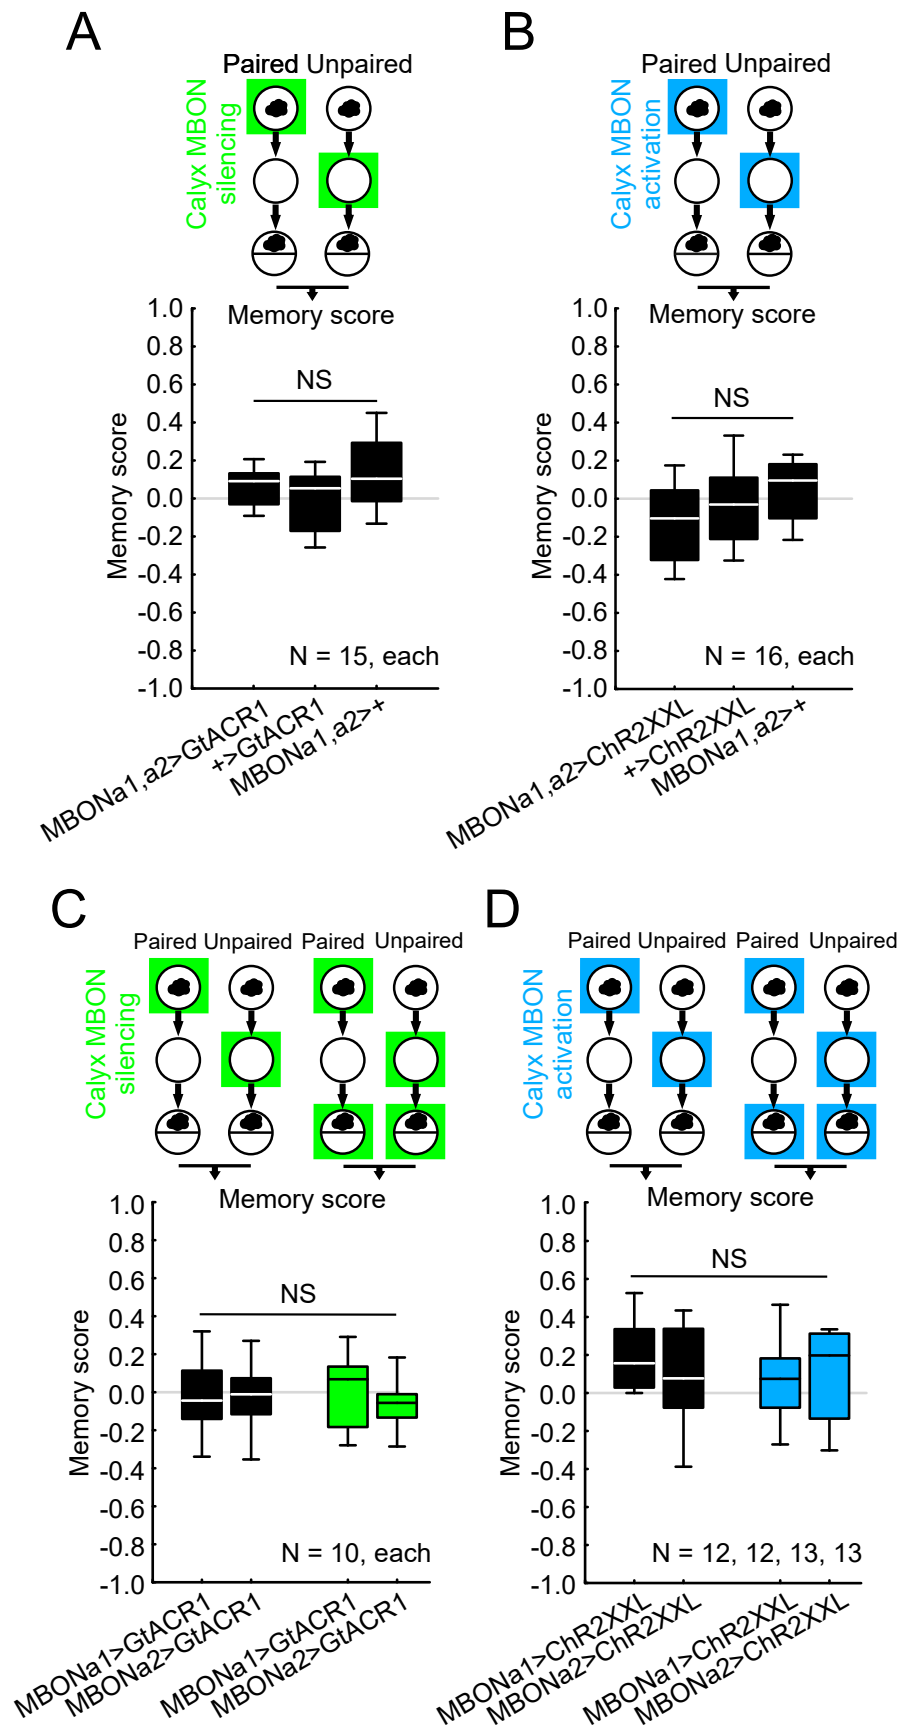 A
Paired Unpaired
Calyx MBON
silencing
Memory score
1.0
0.8
0.6
0.4
0.2
0.0
-0.2
-0.4
-0.6
-0.8
-1.0
Memory score
NS
N = 15, each
MBONa1,a2>GtACR1
+>GtACR1
MBONa1,a2>+
B
Paired Unpaired
Calyx MBON
activation
Memory score
1.0
0.8
0.6
0.4
0.2
0.0
-0.2
-0.4
-0.6
-0.8
-1.0
Memory score
NS
N = 16, each
MBONa1,a2>ChR2XXL
+>ChR2XXL
MBONa1,a2>+
C
Paired Unpaired Paired Unpaired
Calyx MBON
silencing
Memory score
1.0
0.8
0.6
0.4
0.2
0.0
-0.2
-0.4
-0.6
-0.8
-1.0
Memory score
NS
N = 10, each
MBONa1>GtACR1
MBONa2>GtACR1
MBONa1>GtACR1
MBONa2>GtACR1
D
Paired Unpaired Paired Unpaired
Calyx MBON
activation
Memory score
1.0
0.8
0.6
0.4
0.2
0.0
-0.2
-0.4
-0.6
-0.8
-1.0
Memory score
NS
N = 12, 12, 13, 13
MBONa1>ChR2XXL
MBONa2>ChR2XXL
MBONa1>ChR2XXL
MBONa2>ChR2XXL